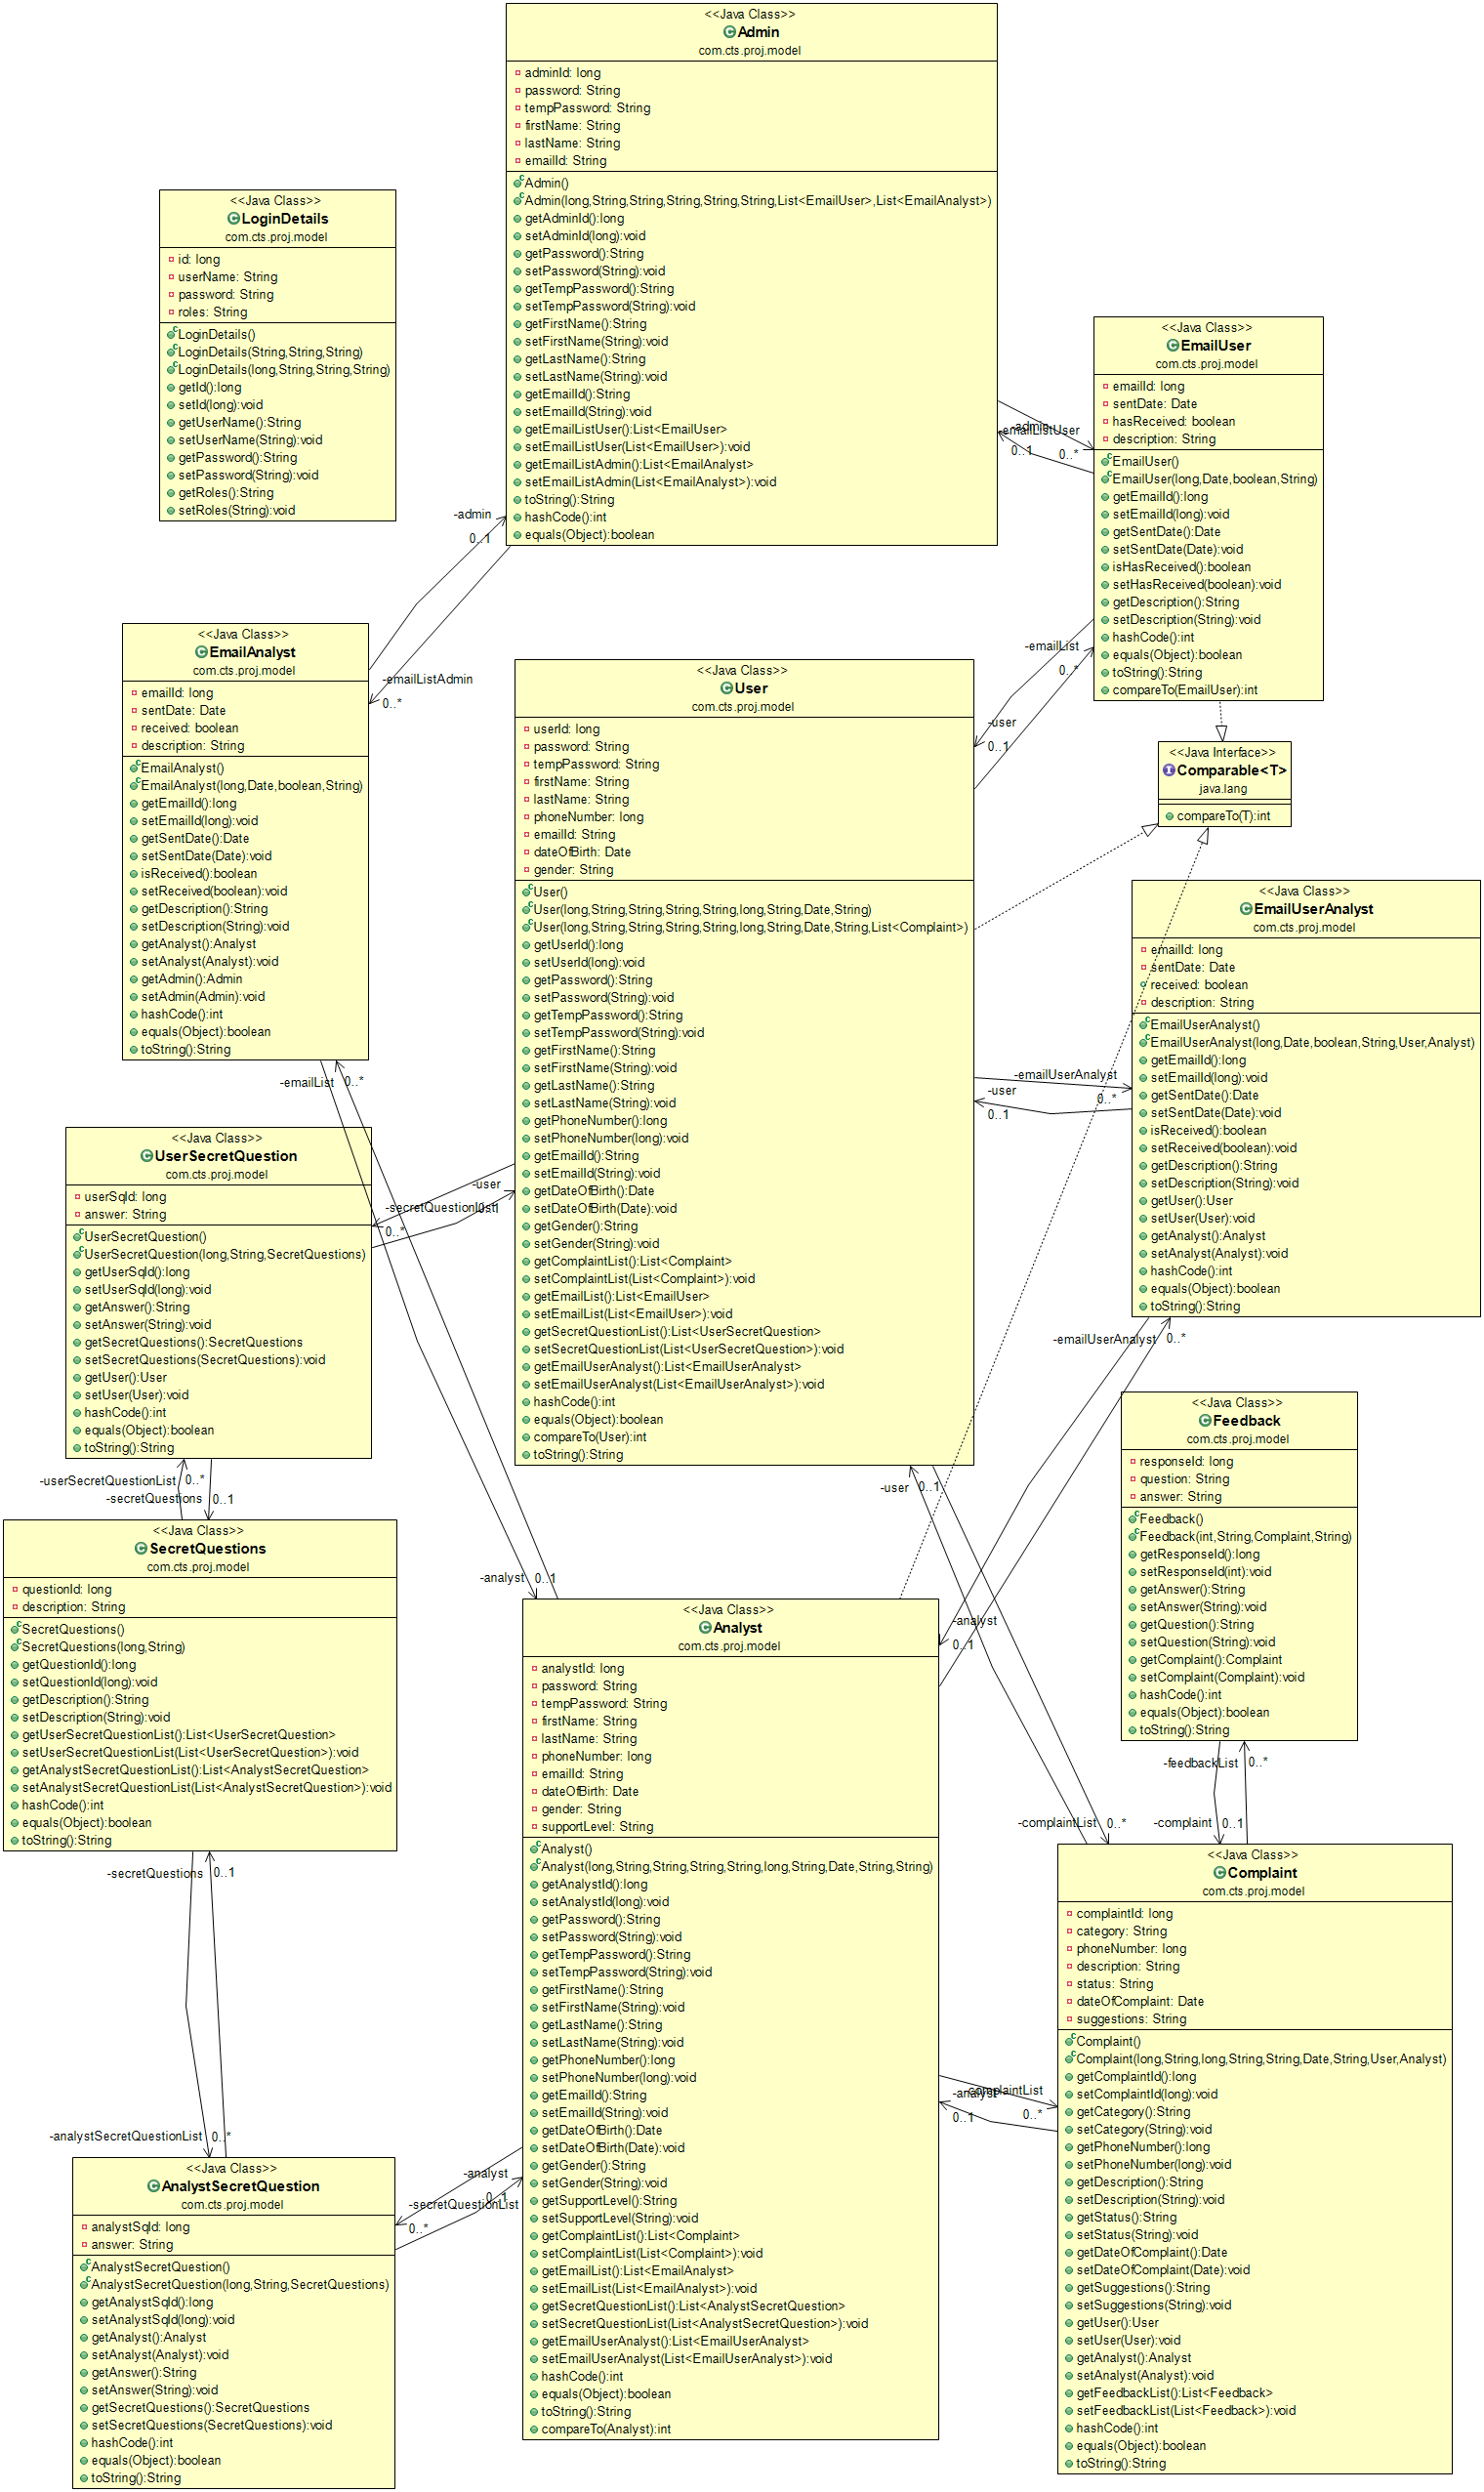 <<Java Class>>
Admin
com.cts.proj.model
adminId: long
password: String
tempPassword: String
firstName: String
lastName: String
emailId: String
Admin()
Admin(long,String,String,String,String,String,List<EmailUser>,List<EmailAnalyst>)
getAdminId():long
setAdminId(long):void
getPassword():String
setPassword(String):void
getTempPassword():String
setTempPassword(String):void
getFirstName():String
setFirstName(String):void
getLastName():String
setLastName(String):void
getEmailId():String
setEmailId(String):void
getEmailListUser():List<EmailUser>
setEmailListUser(List<EmailUser>):void
getEmailListAdmin():List<EmailAnalyst>
setEmailListAdmin(List<EmailAnalyst>):void
toString():String
hashCode():int
equals(Object):boolean
<<Java Class>>
LoginDetails
com.cts.proj.model
id: long
userName: String
password: String
roles: String
LoginDetails()
LoginDetails(String,String,String)
LoginDetails(long,String,String,String)
getId():long
setId(long):void
getUserName():String
setUserName(String):void
getPassword():String
setPassword(String):void
getRoles():String
setRoles(String):void
<<Java Class>>
EmailUser
com.cts.proj.model
emailId: long
sentDate: Date
hasReceived: boolean
description: String
EmailUser()
EmailUser(long,Date,boolean,String)
getEmailId():long
setEmailId(long):void
getSentDate():Date
setSentDate(Date):void
isHasReceived():boolean
setHasReceived(boolean):void
getDescription():String
setDescription(String):void
hashCode():int
equals(Object):boolean
toString():String
compareTo(EmailUser):int
-admin
-emailListUser
0..1
0..*
-admin
0..1
-emailListAdmin
0..*
<<Java Class>>
EmailAnalyst
com.cts.proj.model
emailId: long
sentDate: Date
received: boolean
description: String
EmailAnalyst()
EmailAnalyst(long,Date,boolean,String)
getEmailId():long
setEmailId(long):void
getSentDate():Date
setSentDate(Date):void
isReceived():boolean
setReceived(boolean):void
getDescription():String
setDescription(String):void
getAnalyst():Analyst
setAnalyst(Analyst):void
getAdmin():Admin
setAdmin(Admin):void
hashCode():int
equals(Object):boolean
toString():String
-emailList
0..*
-user
0..1
<<Java Class>>
User
com.cts.proj.model
userId: long
password: String
tempPassword: String
firstName: String
lastName: String
phoneNumber: long
emailId: String
dateOfBirth: Date
gender: String
User()
User(long,String,String,String,String,long,String,Date,String)
User(long,String,String,String,String,long,String,Date,String,List<Complaint>)
getUserId():long
setUserId(long):void
getPassword():String
setPassword(String):void
getTempPassword():String
setTempPassword(String):void
getFirstName():String
setFirstName(String):void
getLastName():String
setLastName(String):void
getPhoneNumber():long
setPhoneNumber(long):void
getEmailId():String
setEmailId(String):void
getDateOfBirth():Date
setDateOfBirth(Date):void
getGender():String
setGender(String):void
getComplaintList():List<Complaint>
setComplaintList(List<Complaint>):void
getEmailList():List<EmailUser>
setEmailList(List<EmailUser>):void
getSecretQuestionList():List<UserSecretQuestion>
setSecretQuestionList(List<UserSecretQuestion>):void
getEmailUserAnalyst():List<EmailUserAnalyst>
setEmailUserAnalyst(List<EmailUserAnalyst>):void
hashCode():int
equals(Object):boolean
compareTo(User):int
toString():String
<<Java Interface>>
Comparable<T>
java.lang
compareTo(T):int
<<Java Class>>
EmailUserAnalyst
com.cts.proj.model
emailId: long
sentDate: Date
received: boolean
description: String
EmailUserAnalyst()
EmailUserAnalyst(long,Date,boolean,String,User,Analyst)
getEmailId():long
setEmailId(long):void
getSentDate():Date
setSentDate(Date):void
isReceived():boolean
setReceived(boolean):void
getDescription():String
setDescription(String):void
getUser():User
setUser(User):void
getAnalyst():Analyst
setAnalyst(Analyst):void
hashCode():int
equals(Object):boolean
toString():String
-emailUserAnalyst
-user
0..1
0..*
-emailList 0..*
<<Java Class>>
UserSecretQuestion
com.cts.proj.model
userSqId: long
answer: String
UserSecretQuestion()
UserSecretQuestion(long,String,SecretQuestions)
getUserSqId():long
setUserSqId(long):void
getAnswer():String
setAnswer(String):void
getSecretQuestions():SecretQuestions
setSecretQuestions(SecretQuestions):void
getUser():User
setUser(User):void
hashCode():int
equals(Object):boolean
toString():String
-user
-secretQuestionList
0..1
0..*
-userSecretQuestionList 0..*
-secretQuestions 0..1
<<Java Class>>
SecretQuestions
com.cts.proj.model
questionId: long
description: String
SecretQuestions()
SecretQuestions(long,String)
getQuestionId():long
setQuestionId(long):void
getDescription():String
setDescription(String):void
getUserSecretQuestionList():List<UserSecretQuestion>
setUserSecretQuestionList(List<UserSecretQuestion>):void
getAnalystSecretQuestionList():List<AnalystSecretQuestion>
setAnalystSecretQuestionList(List<AnalystSecretQuestion>):void
hashCode():int
equals(Object):boolean
toString():String
-secretQuestions 0..1
-analystSecretQuestionList 0..*
<<Java Class>>
AnalystSecretQuestion
com.cts.proj.model
analystSqId: long
answer: String
AnalystSecretQuestion()
AnalystSecretQuestion(long,String,SecretQuestions)
getAnalystSqId():long
setAnalystSqId(long):void
getAnalyst():Analyst
setAnalyst(Analyst):void
getAnswer():String
setAnswer(String):void
getSecretQuestions():SecretQuestions
setSecretQuestions(SecretQuestions):void
hashCode():int
equals(Object):boolean
toString():String
-analyst
0..1
-secretQuestionList
0..*
-analyst 0..1
<<Java Class>>
Analyst
com.cts.proj.model
analystId: long
password: String
tempPassword: String
firstName: String
lastName: String
phoneNumber: long
emailId: String
dateOfBirth: Date
gender: String
supportLevel: String
Analyst()
Analyst(long,String,String,String,String,long,String,Date,String,String)
getAnalystId():long
setAnalystId(long):void
getPassword():String
setPassword(String):void
getTempPassword():String
setTempPassword(String):void
getFirstName():String
setFirstName(String):void
getLastName():String
setLastName(String):void
getPhoneNumber():long
setPhoneNumber(long):void
getEmailId():String
setEmailId(String):void
getDateOfBirth():Date
setDateOfBirth(Date):void
getGender():String
setGender(String):void
getSupportLevel():String
setSupportLevel(String):void
getComplaintList():List<Complaint>
setComplaintList(List<Complaint>):void
getEmailList():List<EmailAnalyst>
setEmailList(List<EmailAnalyst>):void
getSecretQuestionList():List<AnalystSecretQuestion>
setSecretQuestionList(List<AnalystSecretQuestion>):void
getEmailUserAnalyst():List<EmailUserAnalyst>
setEmailUserAnalyst(List<EmailUserAnalyst>):void
hashCode():int
equals(Object):boolean
toString():String
compareTo(Analyst):int
-emailUserAnalyst 0..*
-analyst
0..1
-user 0..1
-complaintList 0..*
<<Java Class>>
Feedback
com.cts.proj.model
responseId: long
question: String
answer: String
Feedback()
Feedback(int,String,Complaint,String)
getResponseId():long
setResponseId(int):void
getAnswer():String
setAnswer(String):void
getQuestion():String
setQuestion(String):void
getComplaint():Complaint
setComplaint(Complaint):void
hashCode():int
equals(Object):boolean
toString():String
-feedbackList 0..*
-complaint 0..1
<<Java Class>>
Complaint
com.cts.proj.model
complaintId: long
category: String
phoneNumber: long
description: String
status: String
dateOfComplaint: Date
suggestions: String
Complaint()
Complaint(long,String,long,String,String,Date,String,User,Analyst)
getComplaintId():long
setComplaintId(long):void
getCategory():String
setCategory(String):void
getPhoneNumber():long
setPhoneNumber(long):void
getDescription():String
setDescription(String):void
getStatus():String
setStatus(String):void
getDateOfComplaint():Date
setDateOfComplaint(Date):void
getSuggestions():String
setSuggestions(String):void
getUser():User
setUser(User):void
getAnalyst():Analyst
setAnalyst(Analyst):void
getFeedbackList():List<Feedback>
setFeedbackList(List<Feedback>):void
hashCode():int
equals(Object):boolean
toString():String
-analyst
-complaintList
0..1
0..*